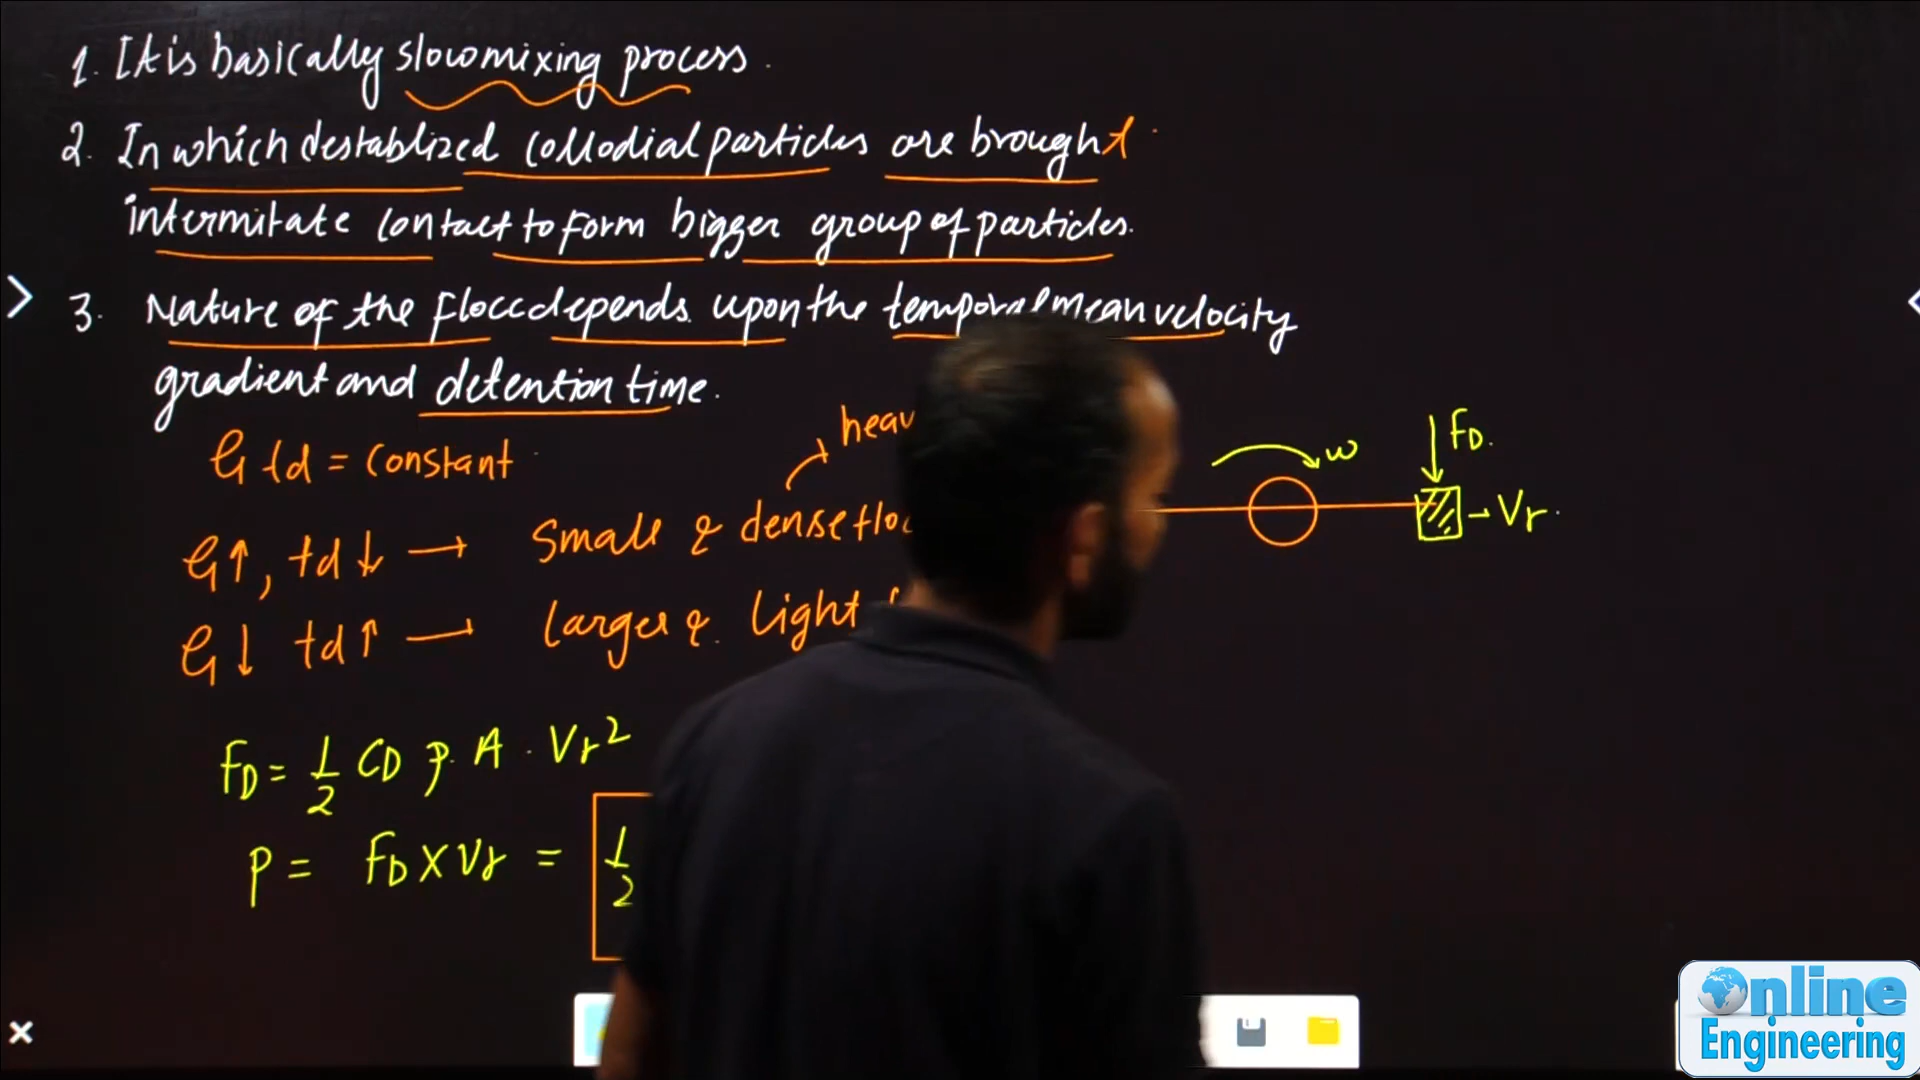 1. It is basically slow mixing process.
2. In which destablized collodial particles are brought
intermitate contact to form bigger group of particles.
3. Nature of the flocc depends upon the temporal mean velocity
gradient and detention time.
G td = constant
heav
G↑, td↓ → Small & dense floc
G↓ td↑ → larger & light
ω
FD.
Vr.
FD = 1/2 CD ρ. A . Vr²
P = FD X Vr = 1/2
Online
Engineering